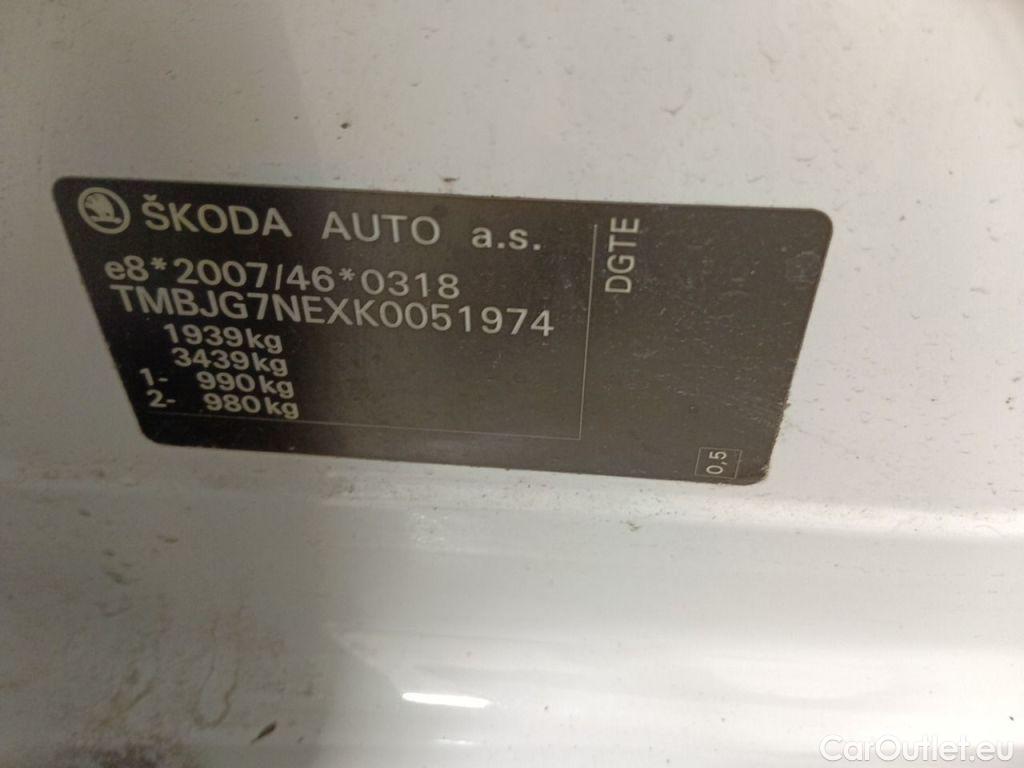 ŠKODA AUTO a.s.
e8*2007/46*0318
TMBJG7NEXK0051974
1939kg
3439kg
1- 990kg
2- 980kg
DGTE
0,5
CarOutlet.eu